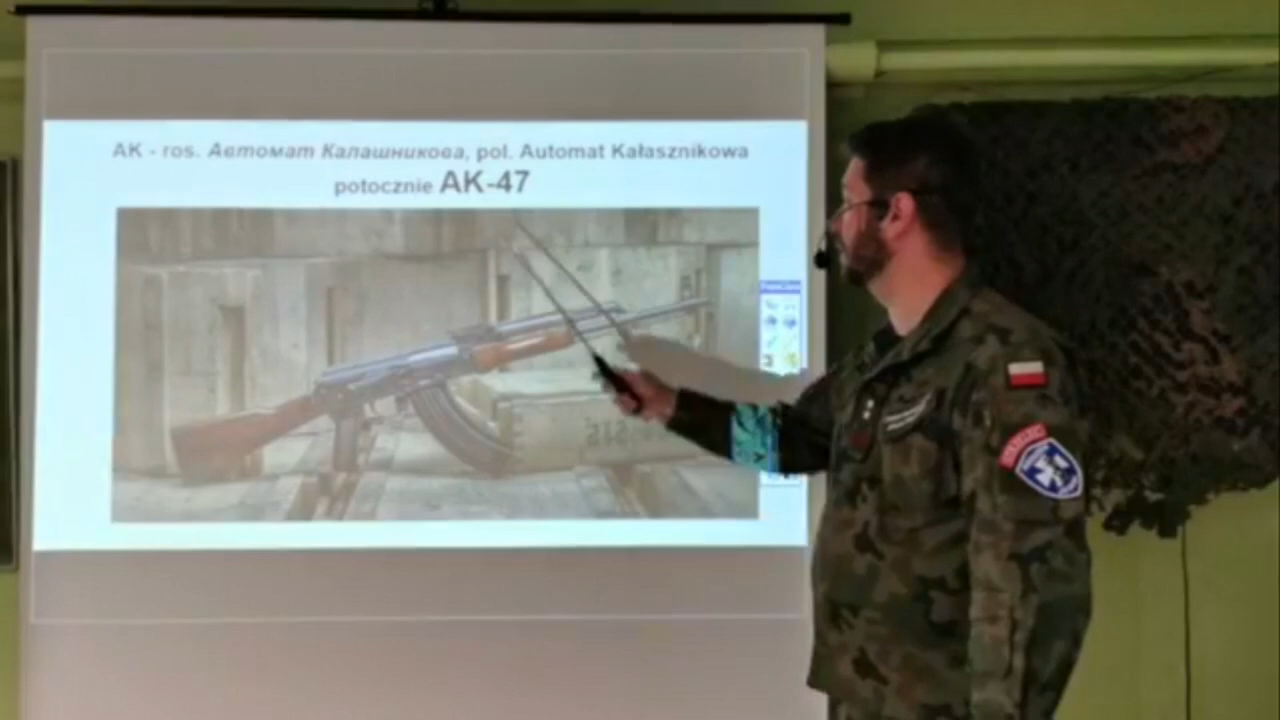 AK - ros. Автомат Калашникова, pol. Automat Kałasznikowa
potocznie AK-47